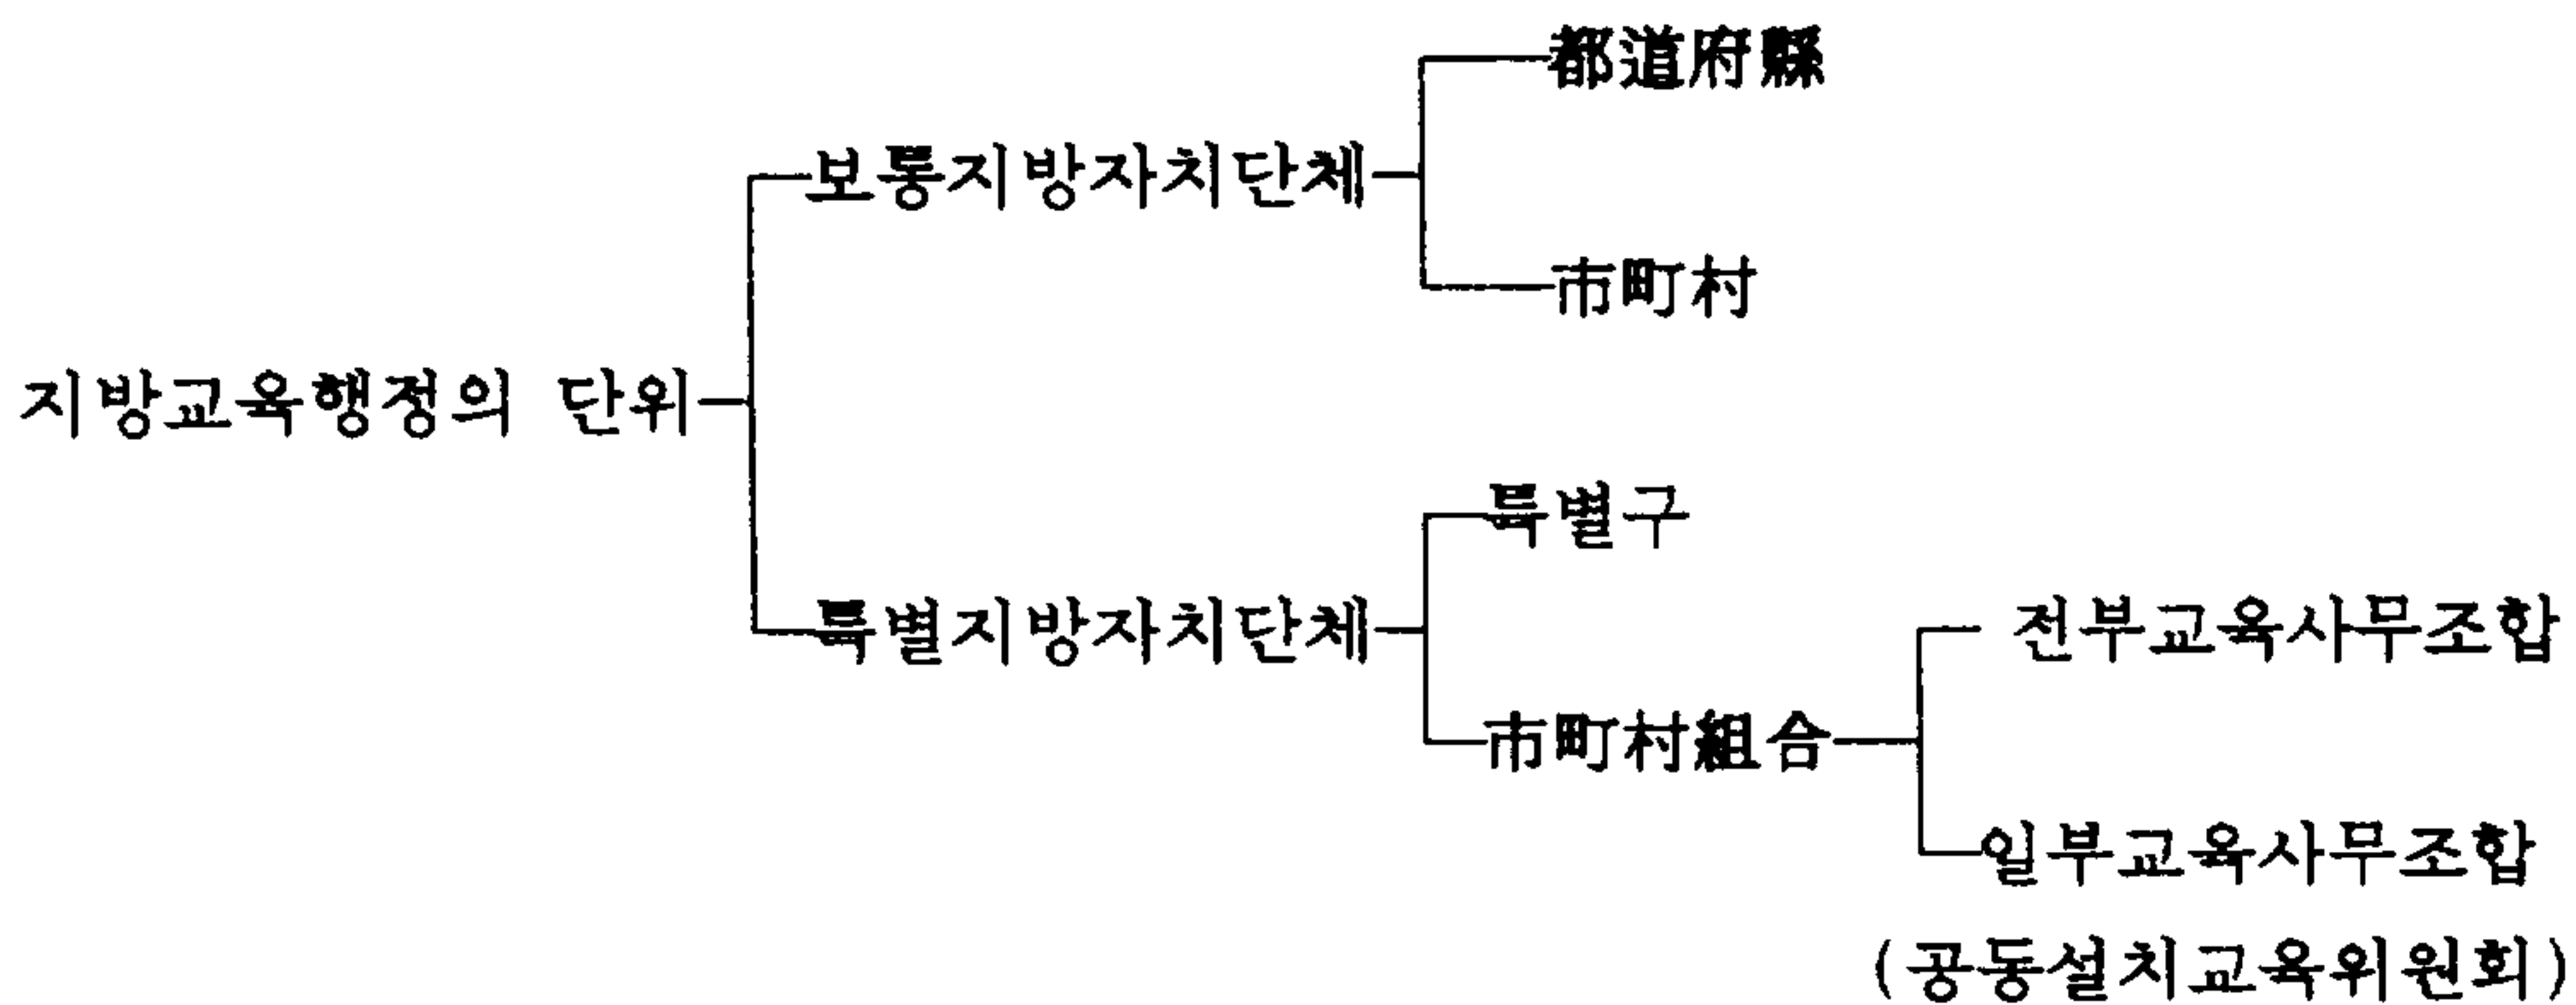 都道府縣
보통지방자치단체
市町村
지방교육행정의 단위
특별구
특별지방자치단체
전부교육사무조합
市町村組合
일부교육사무조합
(공동설치교육위원회)